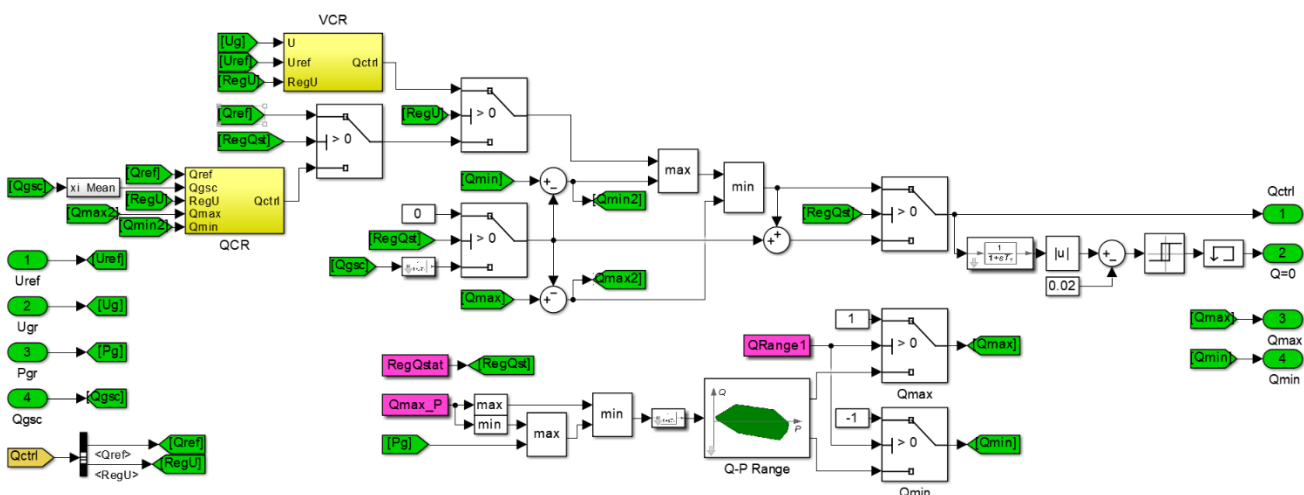 VCR
[Ug]
U
[Uref]
Uref
Qctrl
[RegU]
RegU
[Qref]
[RegQst]
> 0
[RegU]
> 0
[Qgsc]
xi Mean
[Qref]
Qref
Qgsc
[RegU]
RegU
Qctrl
[Qmax2]
Qmax
[Qmin2]
Qmin
QCR
max
min
[Qmin]
+
−
[Qmin2]
0
[RegQst]
> 0
[Qgsc]
[Qmax]
+
−
[Qmax2]
+
+
[RegQst]
> 0
Qctrl
1
|u|
+
−
0.02
2
Q=0
1
Uref
[Uref]
2
Ugr
[Ug]
3
Pgr
[Pg]
4
Qgsc
[Qgsc]
Qctrl
<Qref>
[Qref]
<RegU>
[RegU]
RegQstat
[RegQst]
Qmax_P
max
min
[Pg]
max
min
Q
P
Q-P Range
QRange1
1
> 0
[Qmax]
Qmax
-1
> 0
[Qmin]
Qmin
[Qmax]
3
Qmax
[Qmin]
4
Qmin